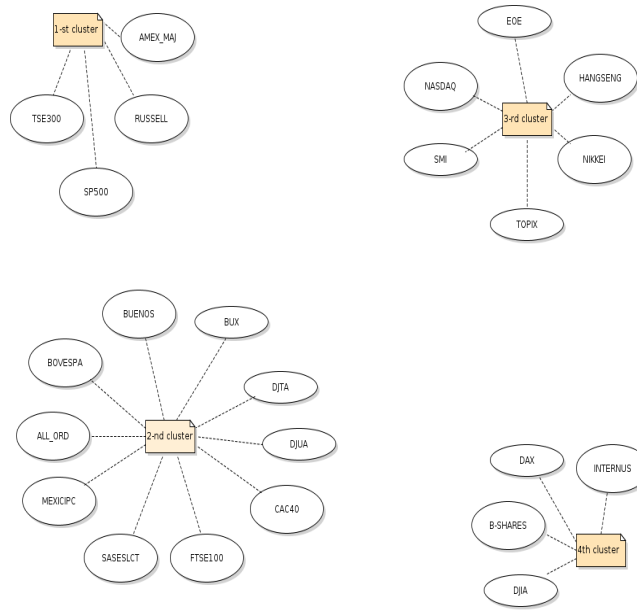 1-st cluster
AMEX_MAJ
TSE300
RUSSELL
SP500
EOE
NASDAQ
HANGSENG
3-rd cluster
SMI
NIKKEI
TOPIX
BUENOS
BUX
BOVESPA
DJTA
ALL_ORD
2-nd cluster
DJUA
MEXICIPC
CAC40
SASESLCT
FTSE100
DAX
INTERNUS
B-SHARES
4th cluster
DJIA